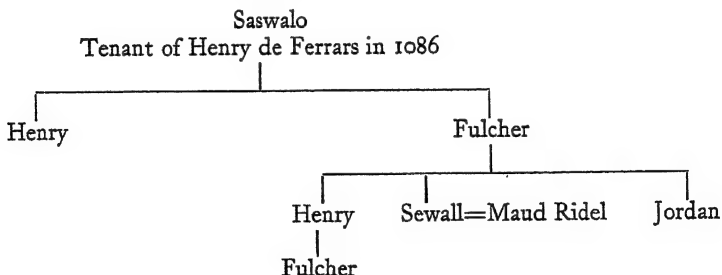 Saswalo
Tenant of Henry de Ferrars in 1086
Henry Fulcher
Henry Sewall=Maud Ridel Jordan
Fulcher